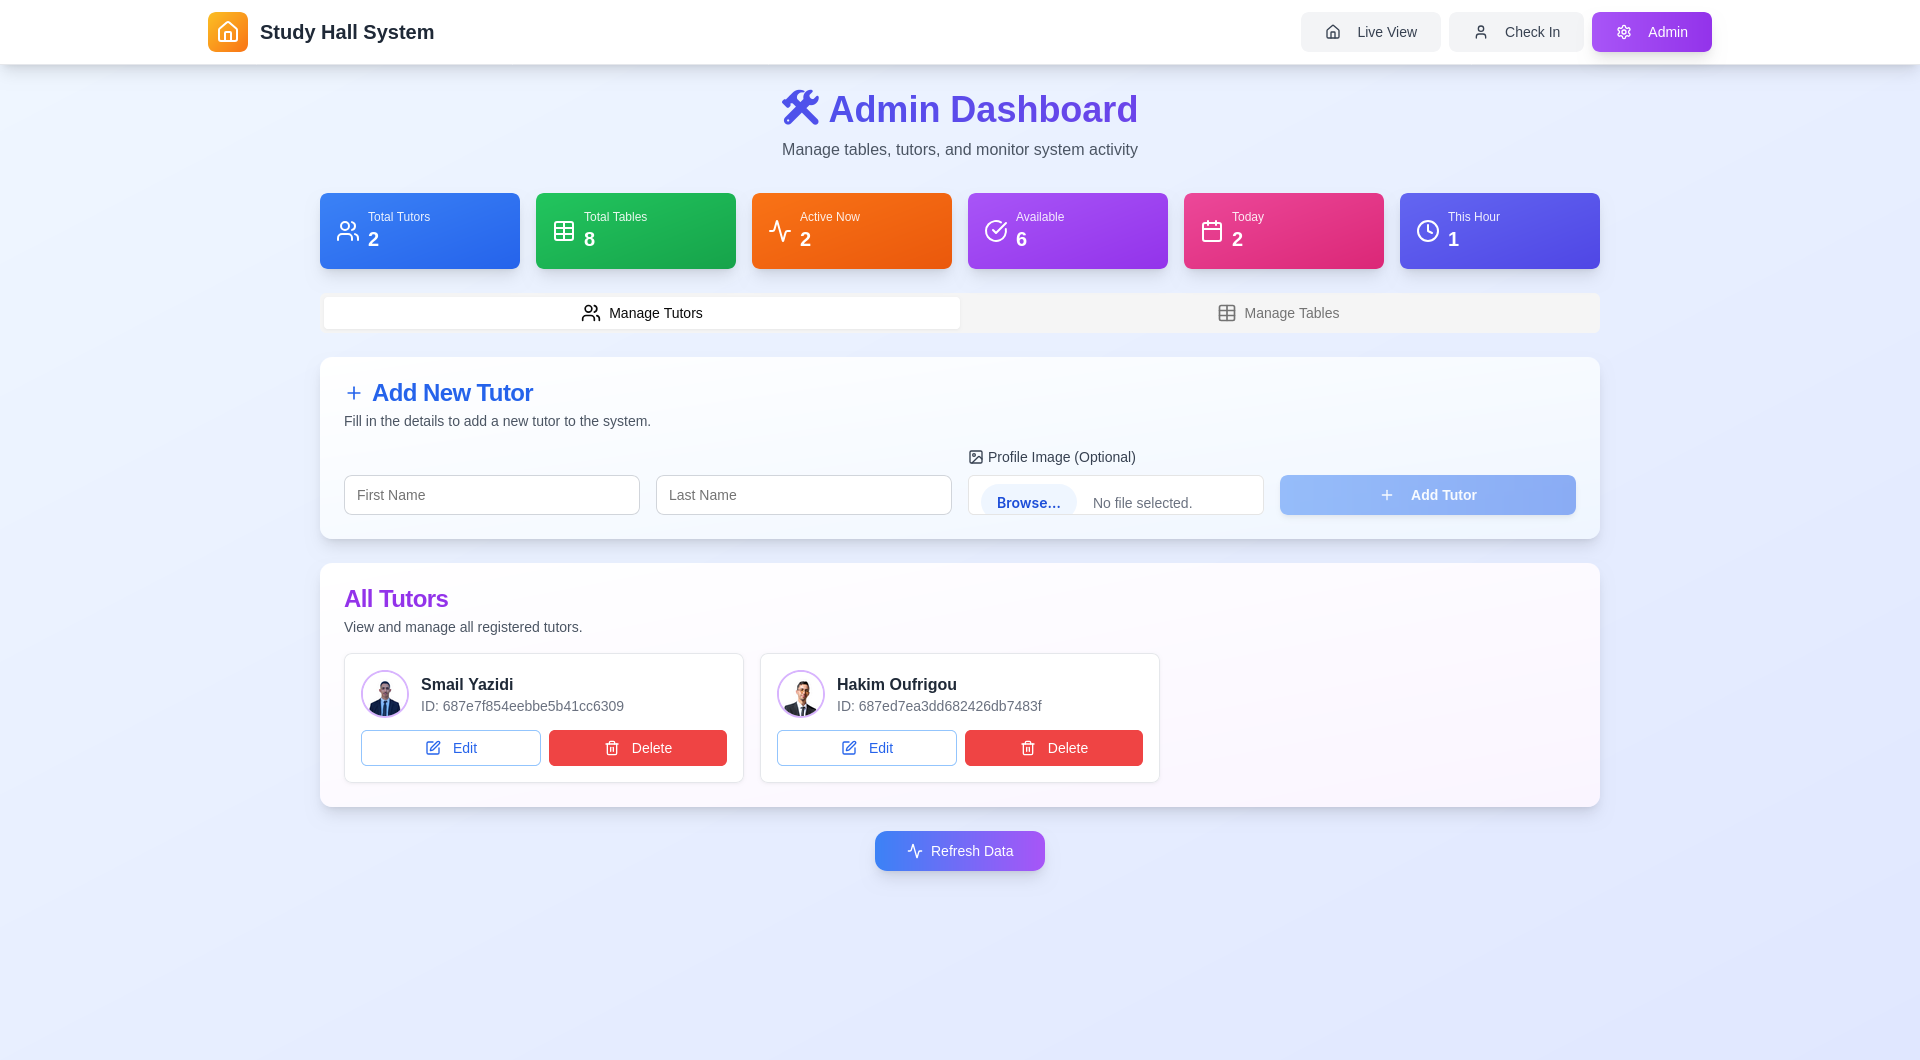 Study Hall System
Live View
Check In
Admin
🛠 Admin Dashboard
Manage tables, tutors, and monitor system activity
Total Tutors
2
Total Tables
8
Active Now
2
Available
6
Today
2
This Hour
1
Manage Tutors
Manage Tables
Add New Tutor
Fill in the details to add a new tutor to the system.
Profile Image (Optional)
First Name
Last Name
Browse...
No file selected.
Add Tutor
All Tutors
View and manage all registered tutors.
Smail Yazidi
ID: 687e7f854eebbe5b41cc6309
Edit
Delete
Hakim Oufrigou
ID: 687ed7ea3dd682426db7483f
Edit
Delete
Refresh Data